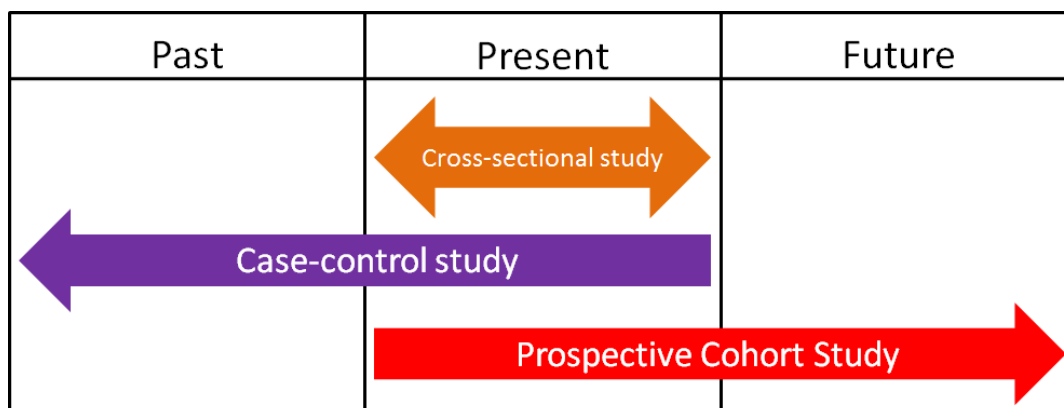 Past Present Future
Cross-sectional study
Case-control study
Prospective Cohort Study